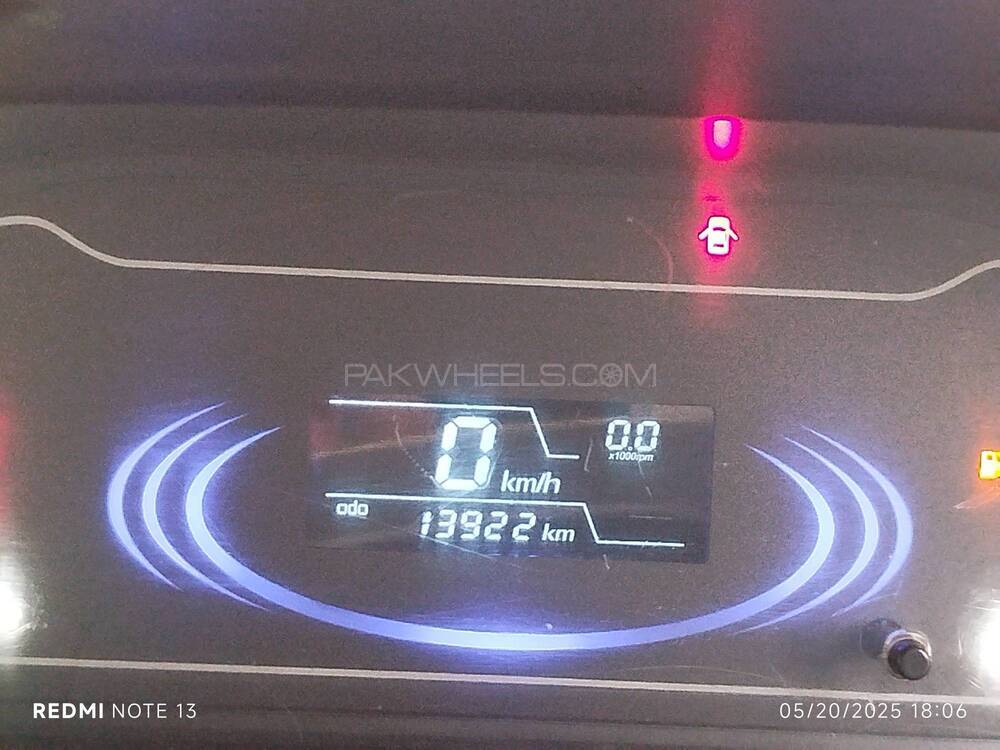 PAKWHEELS.COM
0 km/h
0.0
x1000rpm
odo
13922 km
REDMI NOTE 13
05/20/2025 18:06